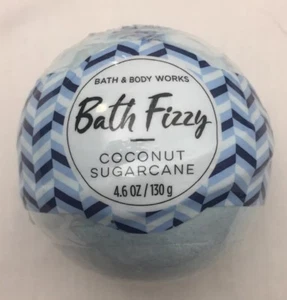 BATH & BODY WORKS
Bath Fizzy
COCONUT
SUGARCANE
4.6 OZ / 130 g